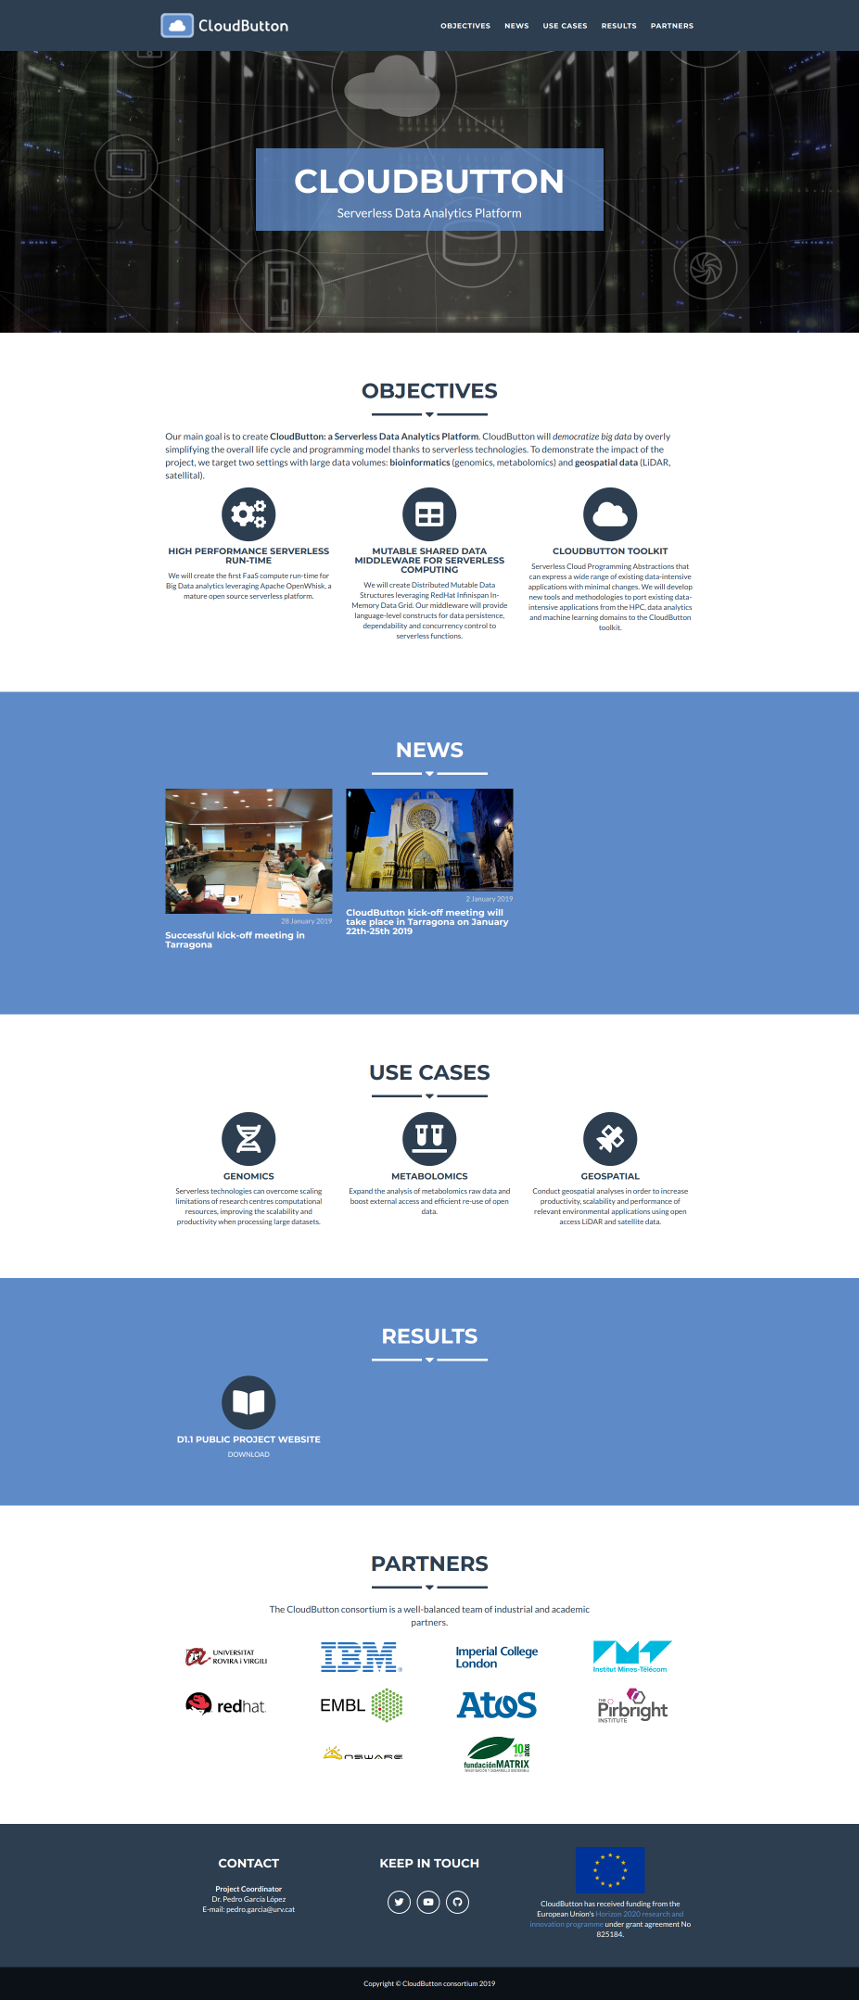 CloudButton
OBJECTIVES NEWS USE CASES RESULTS PARTNERS
CLOUDBUTTON
Serverless Data Analytics Platform
OBJECTIVES
Our main goal is to create CloudButton: a Serverless Data Analytics Platform. CloudButton will democratize big data by overly
simplifying the overall life cycle and programming model thanks to serverless technologies. To demonstrate the impact of the
project, we target two settings with large data volumes: bioinformatics (genomics, metabolomics) and geospatial data (LiDAR,
satellital).
HIGH PERFORMANCE SERVERLESS
RUN-TIME
We will create the first FaaS compute run-time for
Big Data analytics leveraging Apache OpenWhisk, a
mature open source serverless platform.
MUTABLE SHARED DATA
MIDDLEWARE FOR SERVERLESS
COMPUTING
We will create Distributed Mutable Data
Structures leveraging RedHat Infinispan In-
Memory Data Grid. Our middleware will provide
language-level constructs for data persistence,
dependability and concurrency control to
serverless functions.
CLOUDBUTTON TOOLKIT
Serverless Cloud Programming Abstractions that
can express a wide range of existing data-intensive
applications with minimal changes. We will develop
new tools and methodologies to port existing data-
intensive applications from the HPC, data analytics
and machine learning domains to the CloudButton
toolkit.
NEWS
28 January 2019
Successful kick-off meeting in
Tarragona
2 January 2019
CloudButton kick-off meeting will
take place in Tarragona on January
22th-25th 2019
USE CASES
GENOMICS
Serverless technologies can overcome scaling
limitations of research centres computational
resources, improving the scalability and
productivity when processing large datasets.
METABOLOMICS
Expand the analysis of metabolomics raw data and
boost external access and efficient re-use of open
data.
GEOSPATIAL
Conduct geospatial analyses in order to increase
productivity, scalability and performance of
relevant environmental applications using open
access LiDAR and satellite data.
RESULTS
D1.1 PUBLIC PROJECT WEBSITE
DOWNLOAD
PARTNERS
The CloudButton consortium is a well-balanced team of industrial and academic
partners.
UNIVERSITAT
ROVIRA i VIRGILI
IBM®
Imperial College
London
Institut Mines-Télécom
redhat.
EMBL
Atos
THE
Pirbright
INSTITUTE
NSWARE
10 años
fundaciónMATRIX
CONTACT
Project Coordinator
Dr. Pedro García López
E-mail: pedro.garcia@urv.cat
KEEP IN TOUCH
CloudButton has received funding from the
European Union's Horizon 2020 research and
innovation programme under grant agreement No
825184.
Copyright © CloudButton consortium 2019